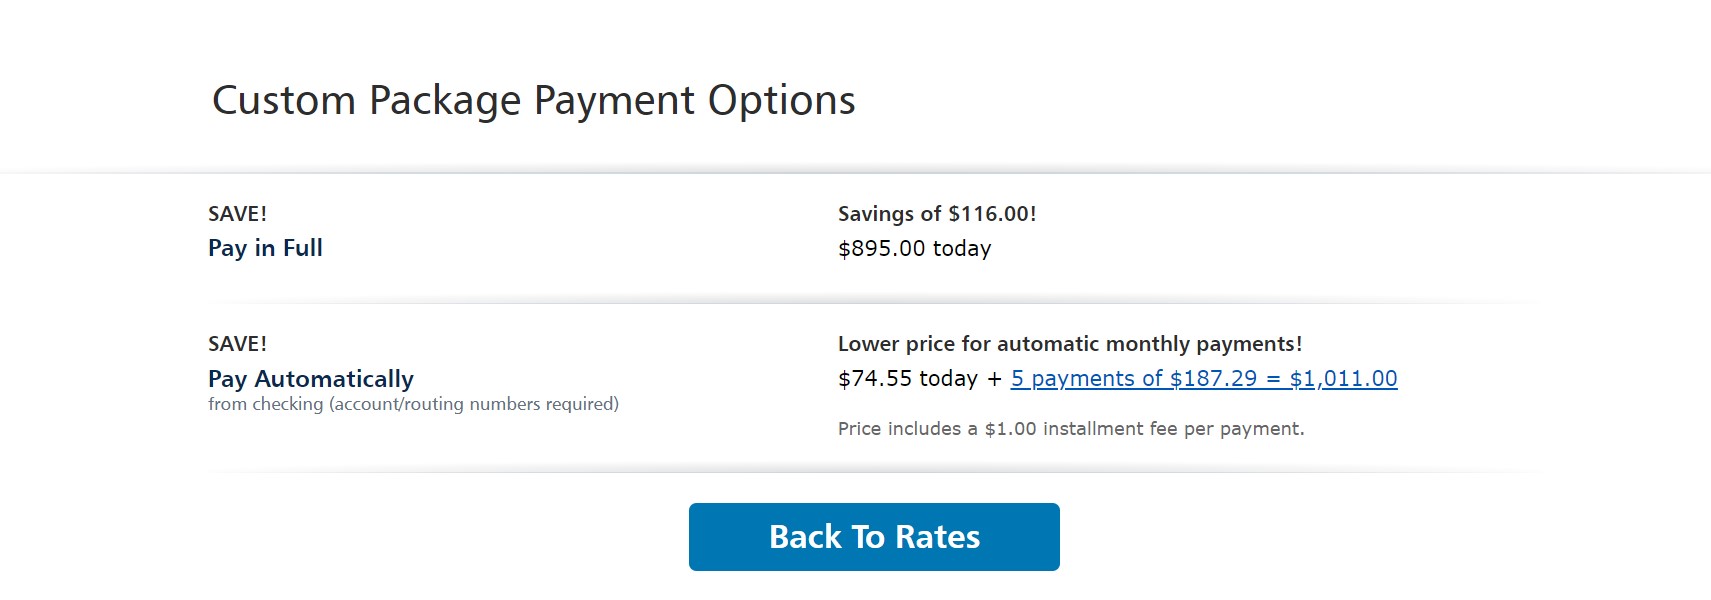 Custom Package Payment Options
SAVE!
Pay in Full
Savings of $116.00!
$895.00 today
SAVE!
Pay Automatically
from checking (account/routing numbers required)
Lower price for automatic monthly payments!
$74.55 today + 5 payments of $187.29 = $1,011.00
Price includes a $1.00 installment fee per payment.
Back To Rates